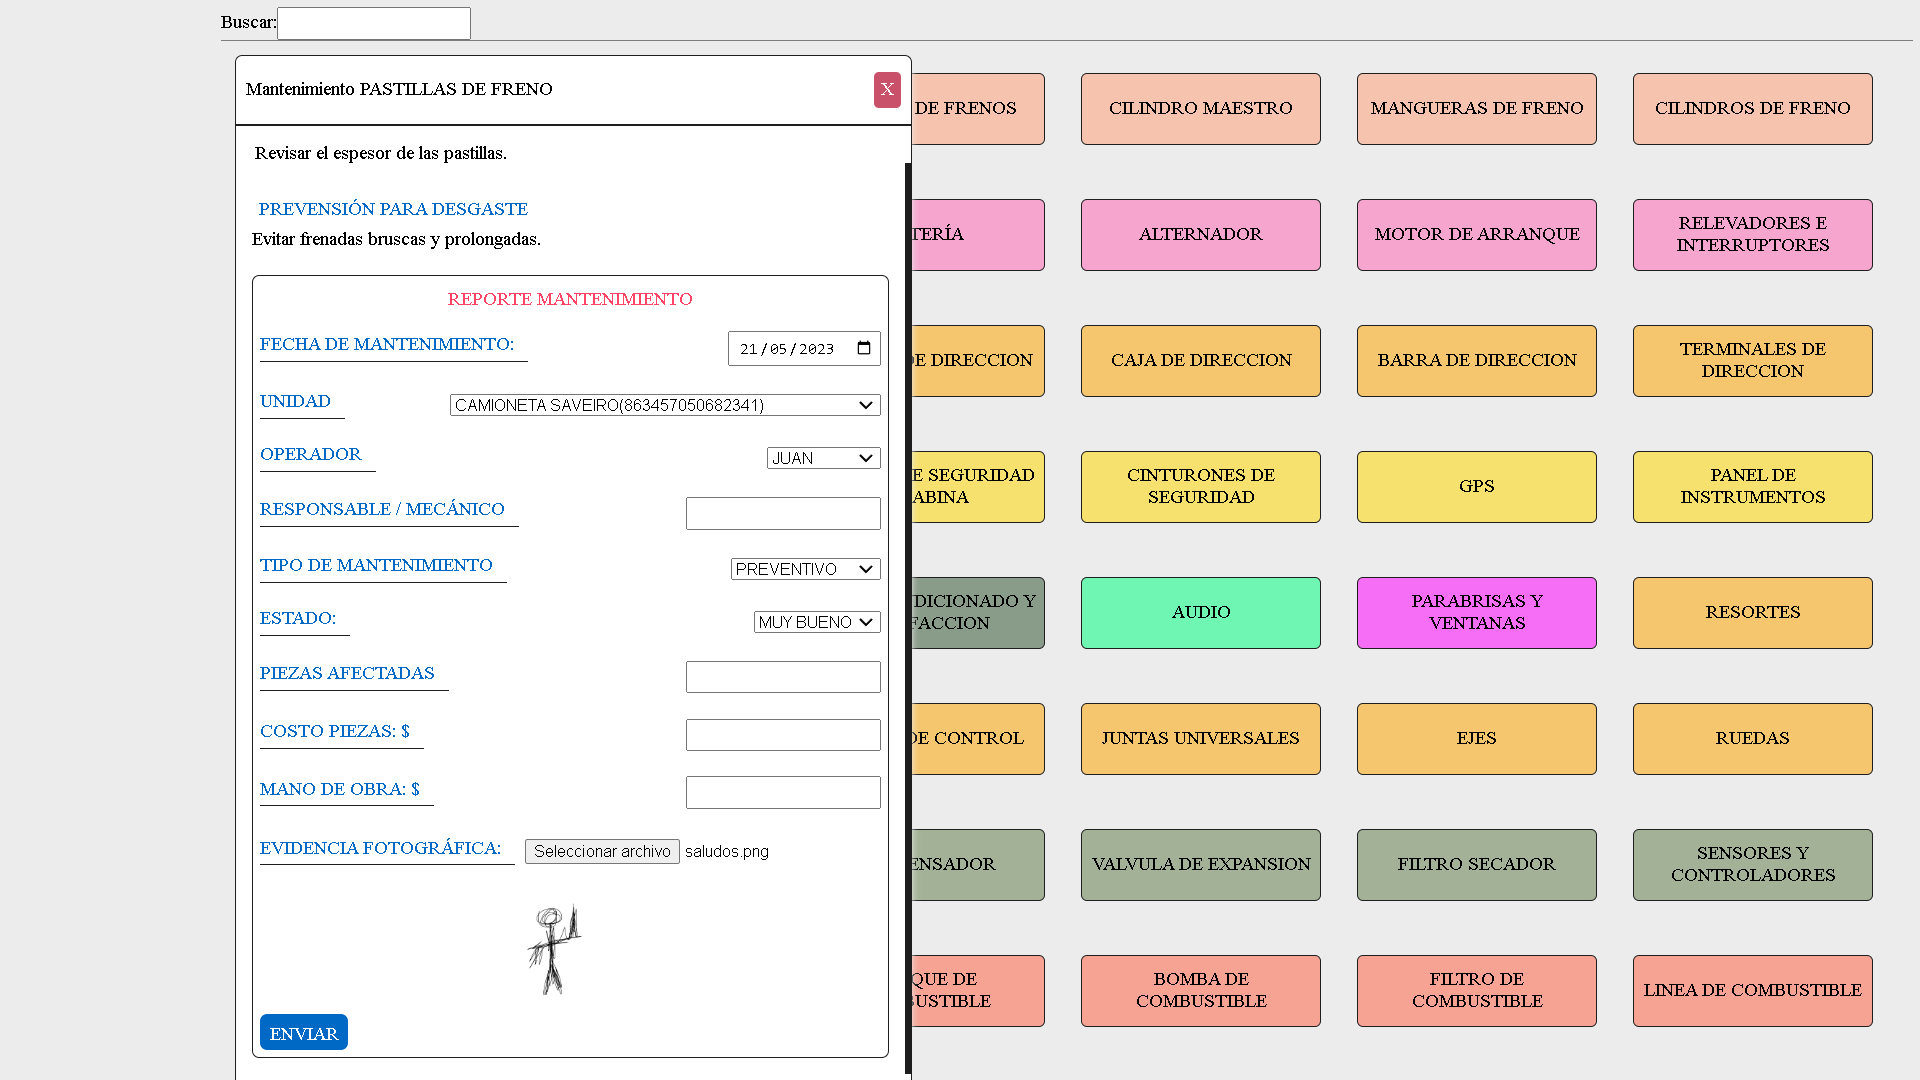 Buscar:
Mantenimiento PASTILLAS DE FRENO
X
Revisar el espesor de las pastillas.
PREVENSIÓN PARA DESGASTE
Evitar frenadas bruscas y prolongadas.
REPORTE MANTENIMIENTO
FECHA DE MANTENIMIENTO:
21/05/2023
UNIDAD
CAMIONETA SAVEIRO(863457050682341)
OPERADOR
JUAN
RESPONSABLE / MECÁNICO
TIPO DE MANTENIMIENTO
PREVENTIVO
ESTADO:
MUY BUENO
PIEZAS AFECTADAS
COSTO PIEZAS: $
MANO DE OBRA: $
EVIDENCIA FOTOGRÁFICA:
Seleccionar archivo saludos.png
ENVIAR
DE FRENOS
CILINDRO MAESTRO
MANGUERAS DE FRENO
CILINDROS DE FRENO
TERÍA
ALTERNADOR
MOTOR DE ARRANQUE
RELEVADORES E
INTERRUPTORES
DE DIRECCION
CAJA DE DIRECCION
BARRA DE DIRECCION
TERMINALES DE
DIRECCION
E SEGURIDAD
ABINA
CINTURONES DE
SEGURIDAD
GPS
PANEL DE
INSTRUMENTOS
DICIONADO Y
FACCION
AUDIO
PARABRISAS Y
VENTANAS
RESORTES
DE CONTROL
JUNTAS UNIVERSALES
EJES
RUEDAS
ENSADOR
VALVULA DE EXPANSION
FILTRO SECADOR
SENSORES Y
CONTROLADORES
QUE DE
BUSTIBLE
BOMBA DE
COMBUSTIBLE
FILTRO DE
COMBUSTIBLE
LINEA DE COMBUSTIBLE